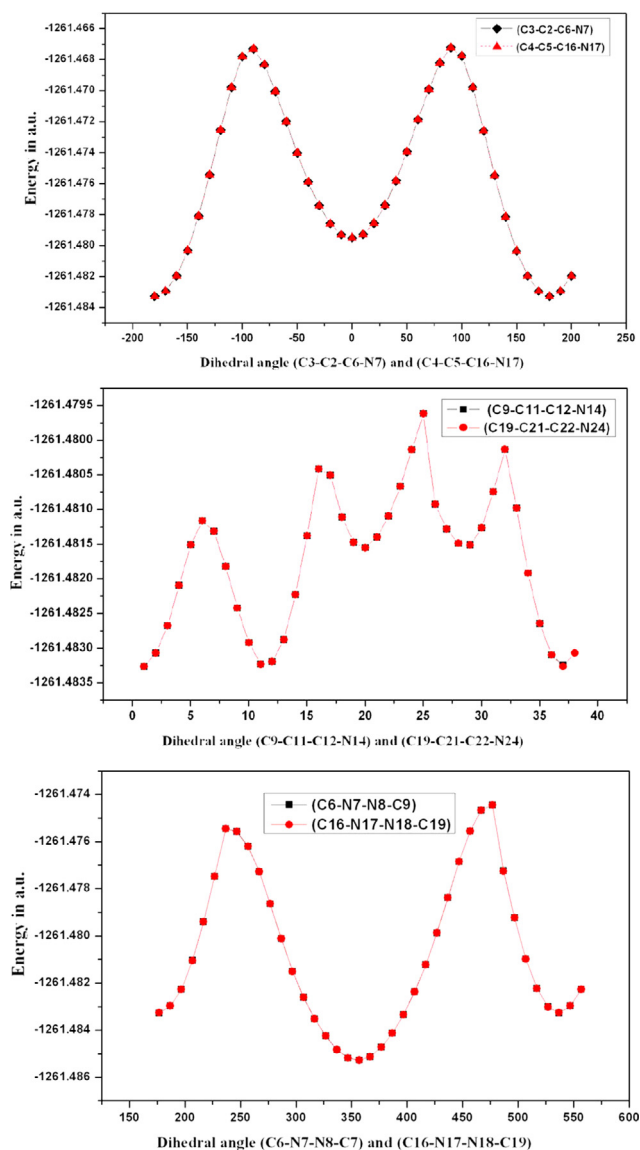 -1261.466
-1261.468
-1261.470
-1261.472
-1261.474
-1261.476
-1261.478
-1261.480
-1261.482
-1261.484
Energy in a.u.
(C3-C2-C6-N7)
(C4-C5-C16-N17)
-200 -150 -100 -50 0 50 100 150 200 250
Dihedral angle (C3-C2-C6-N7) and (C4-C5-C16-N17)
-1261.4795
-1261.4800
-1261.4805
-1261.4810
-1261.4815
-1261.4820
-1261.4825
-1261.4830
-1261.4835
Energy in a.u.
(C9-C11-C12-N14)
(C19-C21-C22-N24)
0 5 10 15 20 25 30 35 40
Dihedral angle (C9-C11-C12-N14) and (C19-C21-C22-N24)
-1261.474
-1261.476
-1261.478
-1261.480
-1261.482
-1261.484
-1261.486
Energy in a.u.
(C6-N7-N8-C9)
(C16-N17-N18-C19)
150 200 250 300 350 400 450 500 550 600
Dihedral angle (C6-N7-N8-C7) and (C16-N17-N18-C19)